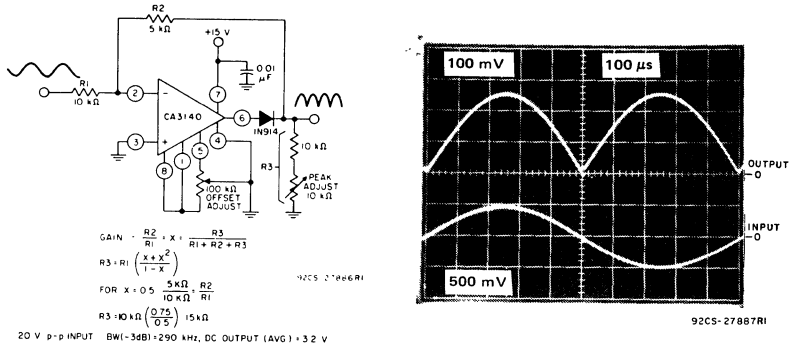 R2
5 kΩ
+15 V
0.01
μF
R1
10 kΩ
2
−
7
CA3140
6
1N914
3
+
4
5
1
8
10 kΩ
R3
100 kΩ
OFFSET
ADJUST
PEAK
ADJUST
10 kΩ
GAIN = R2/R1 = X = R3/(R1 + R2 + R3)
R3 = R1 (X + X²/1 − X)
92CS-27886R1
FOR X = 0.5 5 kΩ/10 kΩ = R2/R1
R3 = 10 kΩ (0.75/0.5) 15 kΩ
20 V p-p INPUT BW(-3dB) = 290 kHz, DC OUTPUT (AVG) = 3.2 V
100 mV
100 μs
OUTPUT
0
INPUT
0
500 mV
92CS-27887R1